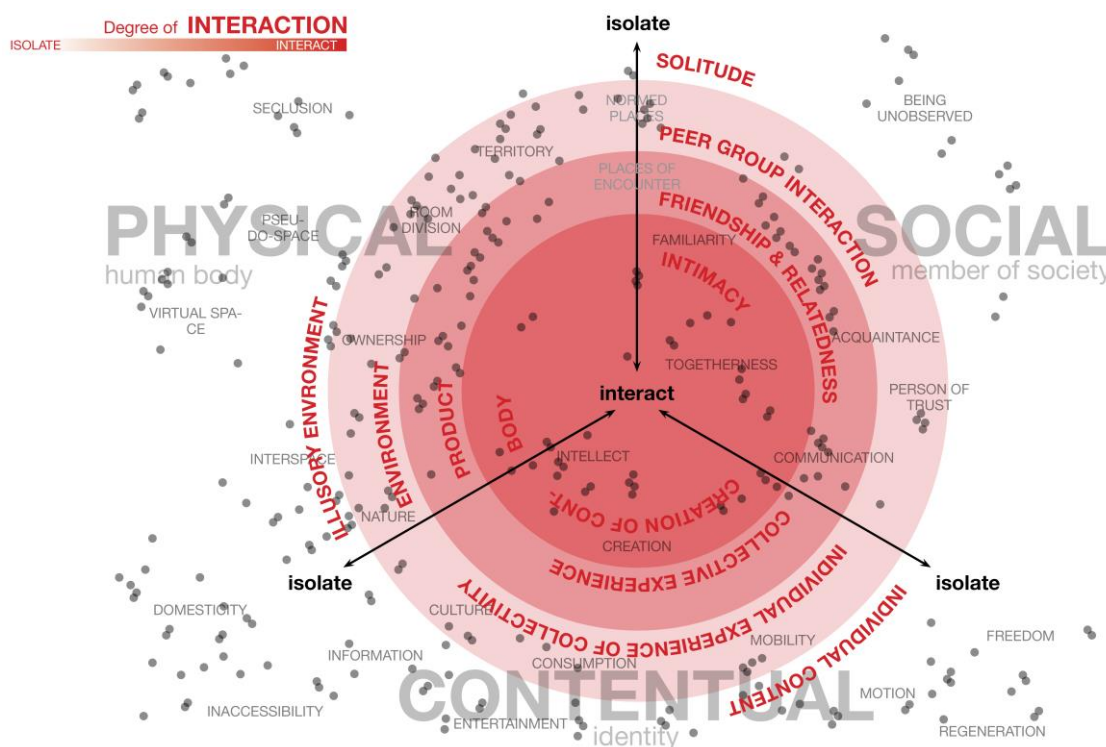 Degree of INTERACTION
ISOLATE
INTERACT
isolate
SOLITUDE
SECLUSION
NORMED
PLACES
BEING
UNOBSERVED
PEER GROUP INTERACTION
TERRITORY
PLACES OF
ENCOUNTER
FRIENDSHIP & RELATEDNESS
PHYSICAL
human body
PSEU-
DO-SPACE
ROOM
DIVISION
FAMILIARITY
INTIMACY
SOCIAL
member of society
VIRTUAL SPA-
CE
OWNERSHIP
ACQUAINTANCE
TOGETHERNESS
ILLUSORY ENVRONMENT
ENVIRONMENT
PRODUCT
BODY
interact
PERSON OF
TRUST
INTERSPACE
INTELLECT
COMMUNICATION
NATURE
CREATION OF CONT-
CREATION
COLLECTIVE EXPERIENCE
INDIVIDUAL EXPERIENCE OF COLLECTIVITY
INDIVIDUAL CONTENT
isolate
isolate
DOMESTICITY
CULTURE
MOBILITY
FREEDOM
INFORMATION
CONSUMPTION
CONTENTUAL
identity
MOTION
INACCESSIBILITY
ENTERTAINMENT
REGENERATION